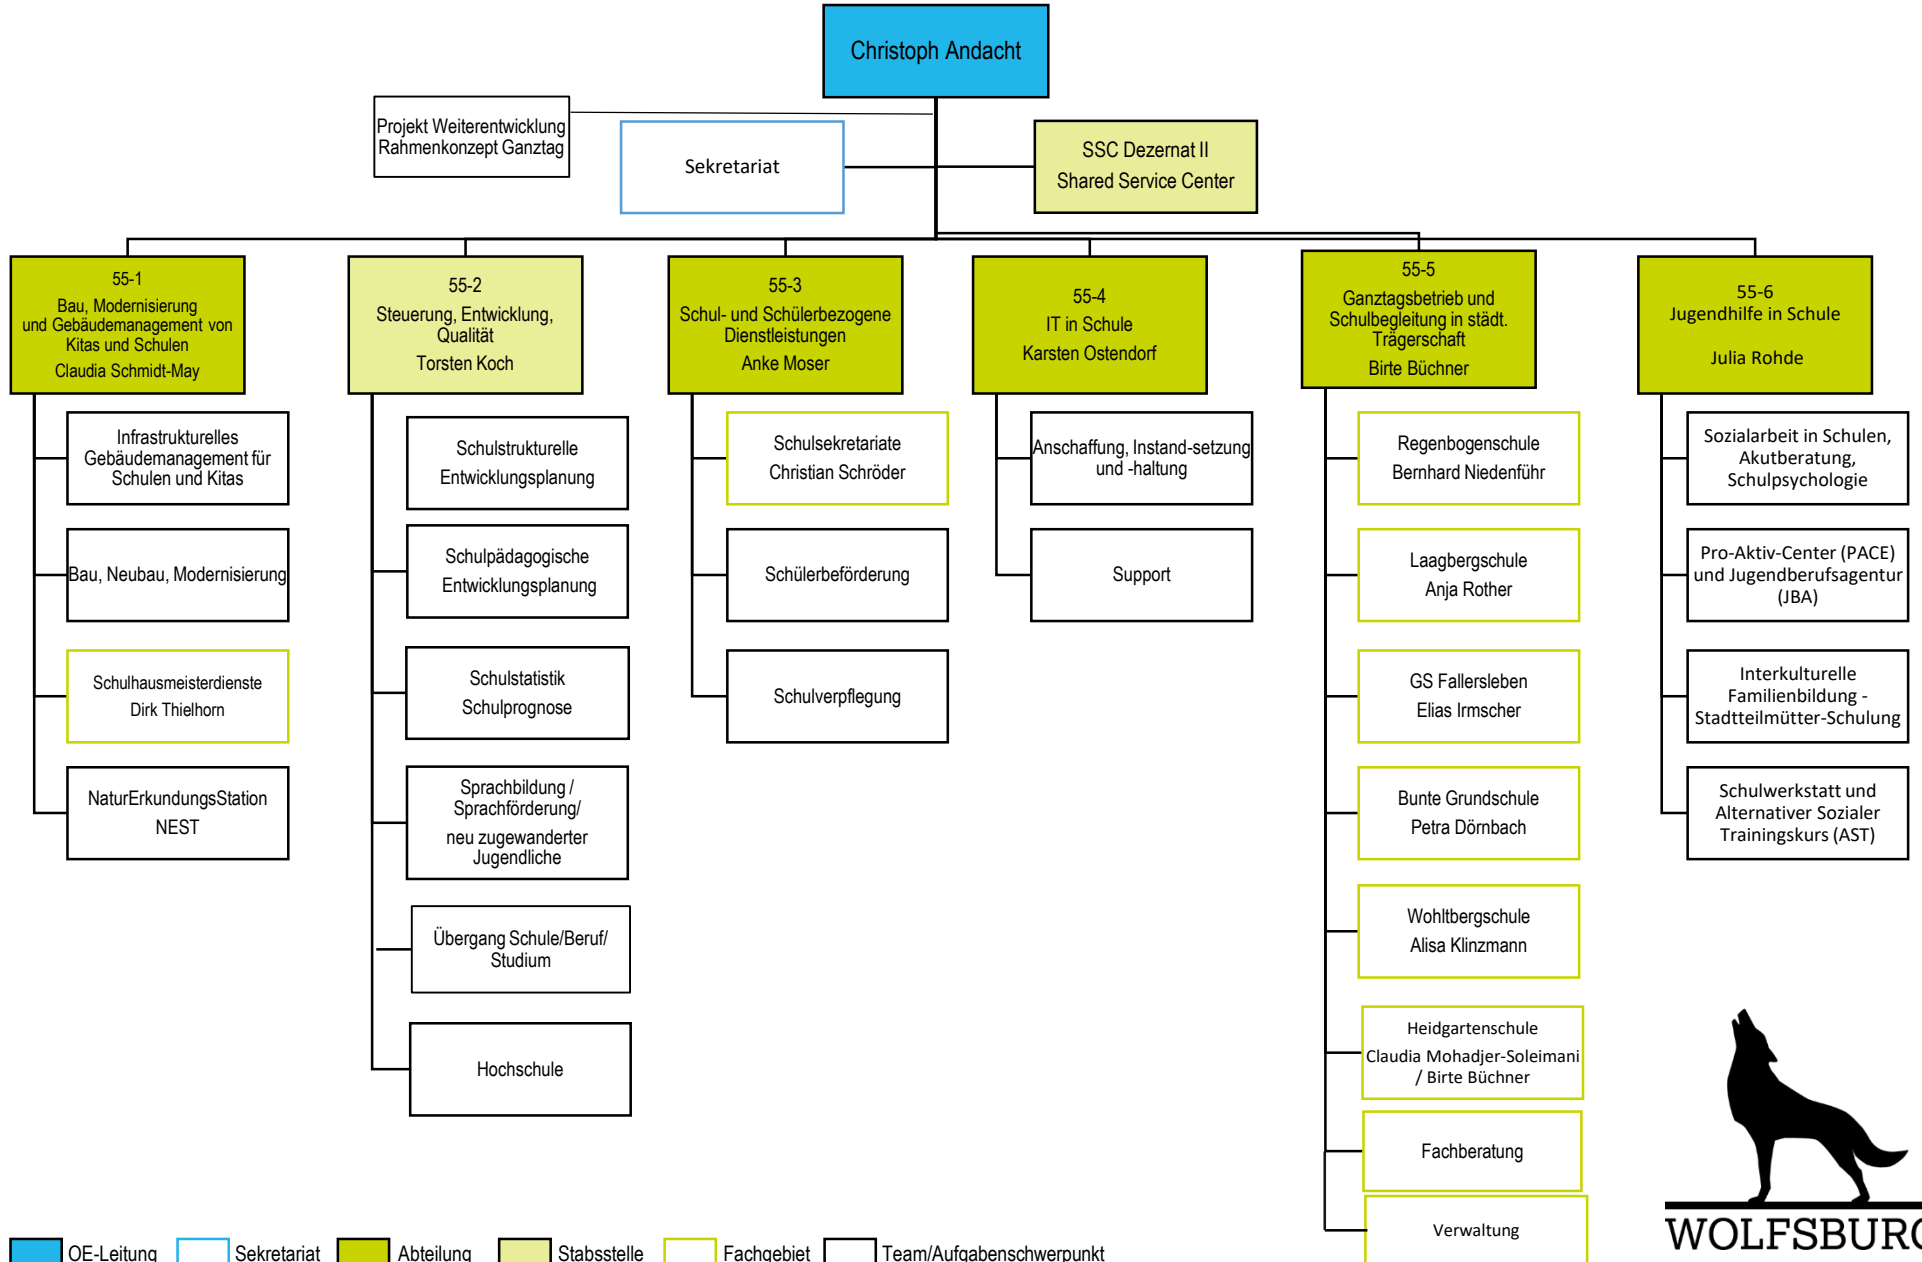 Christoph Andacht
Projekt Weiterentwicklung
Rahmenkonzept Ganztag
Sekretariat
SSC Dezernat II
Shared Service Center
55-1
Bau, Modernisierung
und Gebäudemanagement von
Kitas und Schulen
Claudia Schmidt-May
Infrastrukturelles
Gebäudemanagement für
Schulen und Kitas
Bau, Neubau, Modernisierung
Schulhausmeisterdienste
Dirk Thielhorn
NaturErkundungsStation
NEST
55-2
Steuerung, Entwicklung,
Qualität
Torsten Koch
Schulstrukturelle
Entwicklungsplanung
Schulpädagogische
Entwicklungsplanung
Schulstatistik
Schulprognose
Sprachbildung /
Sprachförderung/
neu zugewanderter
Jugendliche
Übergang Schule/Beruf/
Studium
Hochschule
55-3
Schul- und Schülerbezogene
Dienstleistungen
Anke Moser
Schulsekretariate
Christian Schröder
Schülerbeförderung
Schulverpflegung
55-4
IT in Schule
Karsten Ostendorf
Anschaffung, Instand-setzung
und -haltung
Support
55-5
Ganztagsbetrieb und
Schulbegleitung in städt.
Trägerschaft
Birte Büchner
Regenbogenschule
Bernhard Niedenführ
Laagbergschule
Anja Rother
GS Fallersleben
Elias Irmscher
Bunte Grundschule
Petra Dörnbach
Wohltbergschule
Alisa Klinzmann
Heidgartenschule
Claudia Mohadjer-Soleimani
/ Birte Büchner
Fachberatung
Verwaltung
55-6
Jugendhilfe in Schule
Julia Rohde
Sozialarbeit in Schulen,
Akutberatung,
Schulpsychologie
Pro-Aktiv-Center (PACE)
und Jugendberufsagentur
(JBA)
Interkulturelle
Familienbildung -
Stadtteilmütter-Schulung
Schulwerkstatt und
Alternativer Sozialer
Trainingskurs (AST)
WOLFSBURG
OE-Leitung
Sekretariat
Abteilung
Stabsstelle
Fachgebiet
Team/Aufgabenschwerpunkt